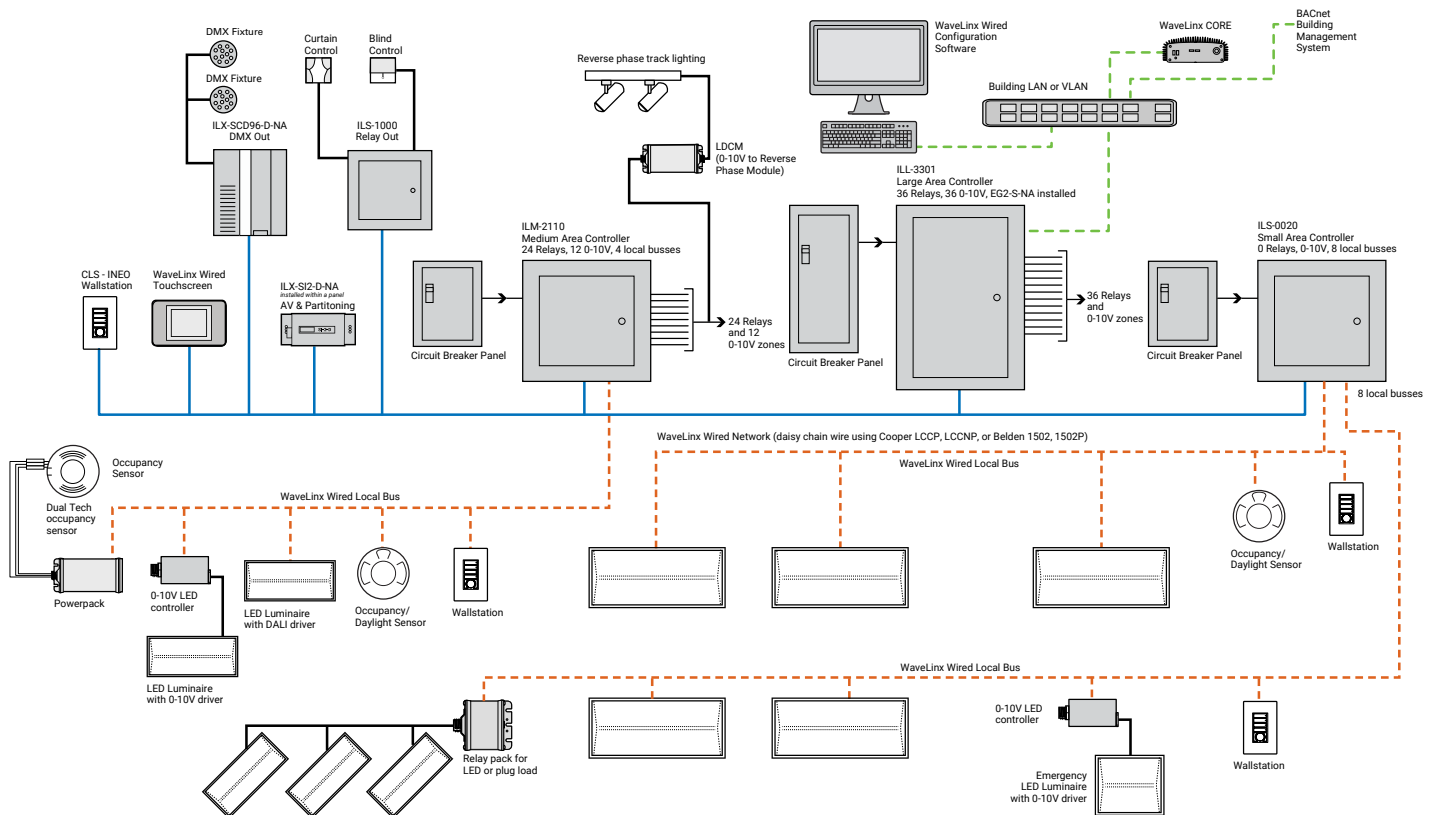 DMX Fixture
DMX Fixture
ILX-SCD96-D-NA
DMX Out
Curtain
Control
Blind
Control
ILS-1000
Relay Out
Reverse phase track lighting
LDCM
(0-10V to Reverse
Phase Module)
WaveLinx Wired
Configuration
Software
WaveLinx CORE
BACnet
Building
Management
System
Building LAN or VLAN
CLS - INEO
Wallstation
WaveLinx Wired
Touchscreen
ILX-SI2-D-NA
installed within a panel
AV & Partitoning
Circuit Breaker Panel
ILM-2110
Medium Area Controller
24 Relays, 12 0-10V, 4 local busses
24 Relays
and 12
0-10V zones
Circuit Breaker Panel
ILL-3301
Large Area Controller
36 Relays, 36 0-10V, EG2-S-NA installed
36 Relays
and
0-10V zones
Circuit Breaker Panel
ILS-0020
Small Area Controller
0 Relays, 0-10V, 8 local busses
8 local busses
WaveLinx Wired Network (daisy chain wire using Cooper LCCP, LCCNP, or Belden 1502, 1502P)
WaveLinx Wired Local Bus
Occupancy
Sensor
Dual Tech
occupancy
sensor
WaveLinx Wired Local Bus
Powerpack
0-10V LED
controller
LED Luminaire
with DALI driver
Occupancy/
Daylight Sensor
Wallstation
LED Luminaire
with 0-10V driver
Occupancy/
Daylight Sensor
Wallstation
WaveLinx Wired Local Bus
Relay pack for
LED or plug load
0-10V LED
controller
Emergency
LED Luminaire
with 0-10V driver
Wallstation